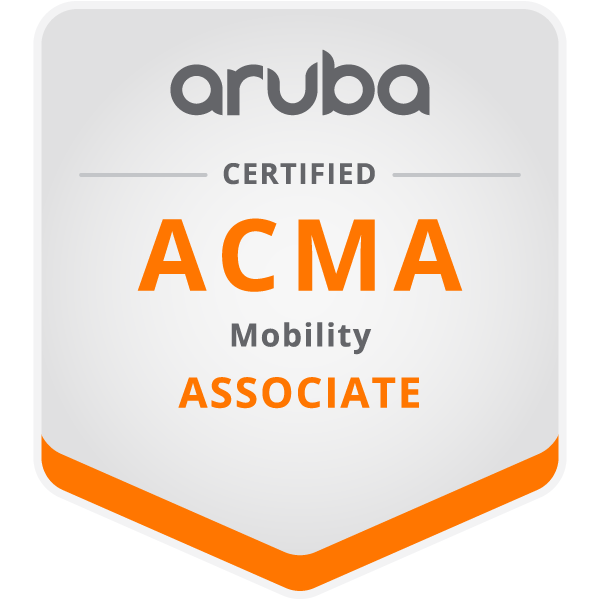 aruba
CERTIFIED
ACMA
Mobility
ASSOCIATE